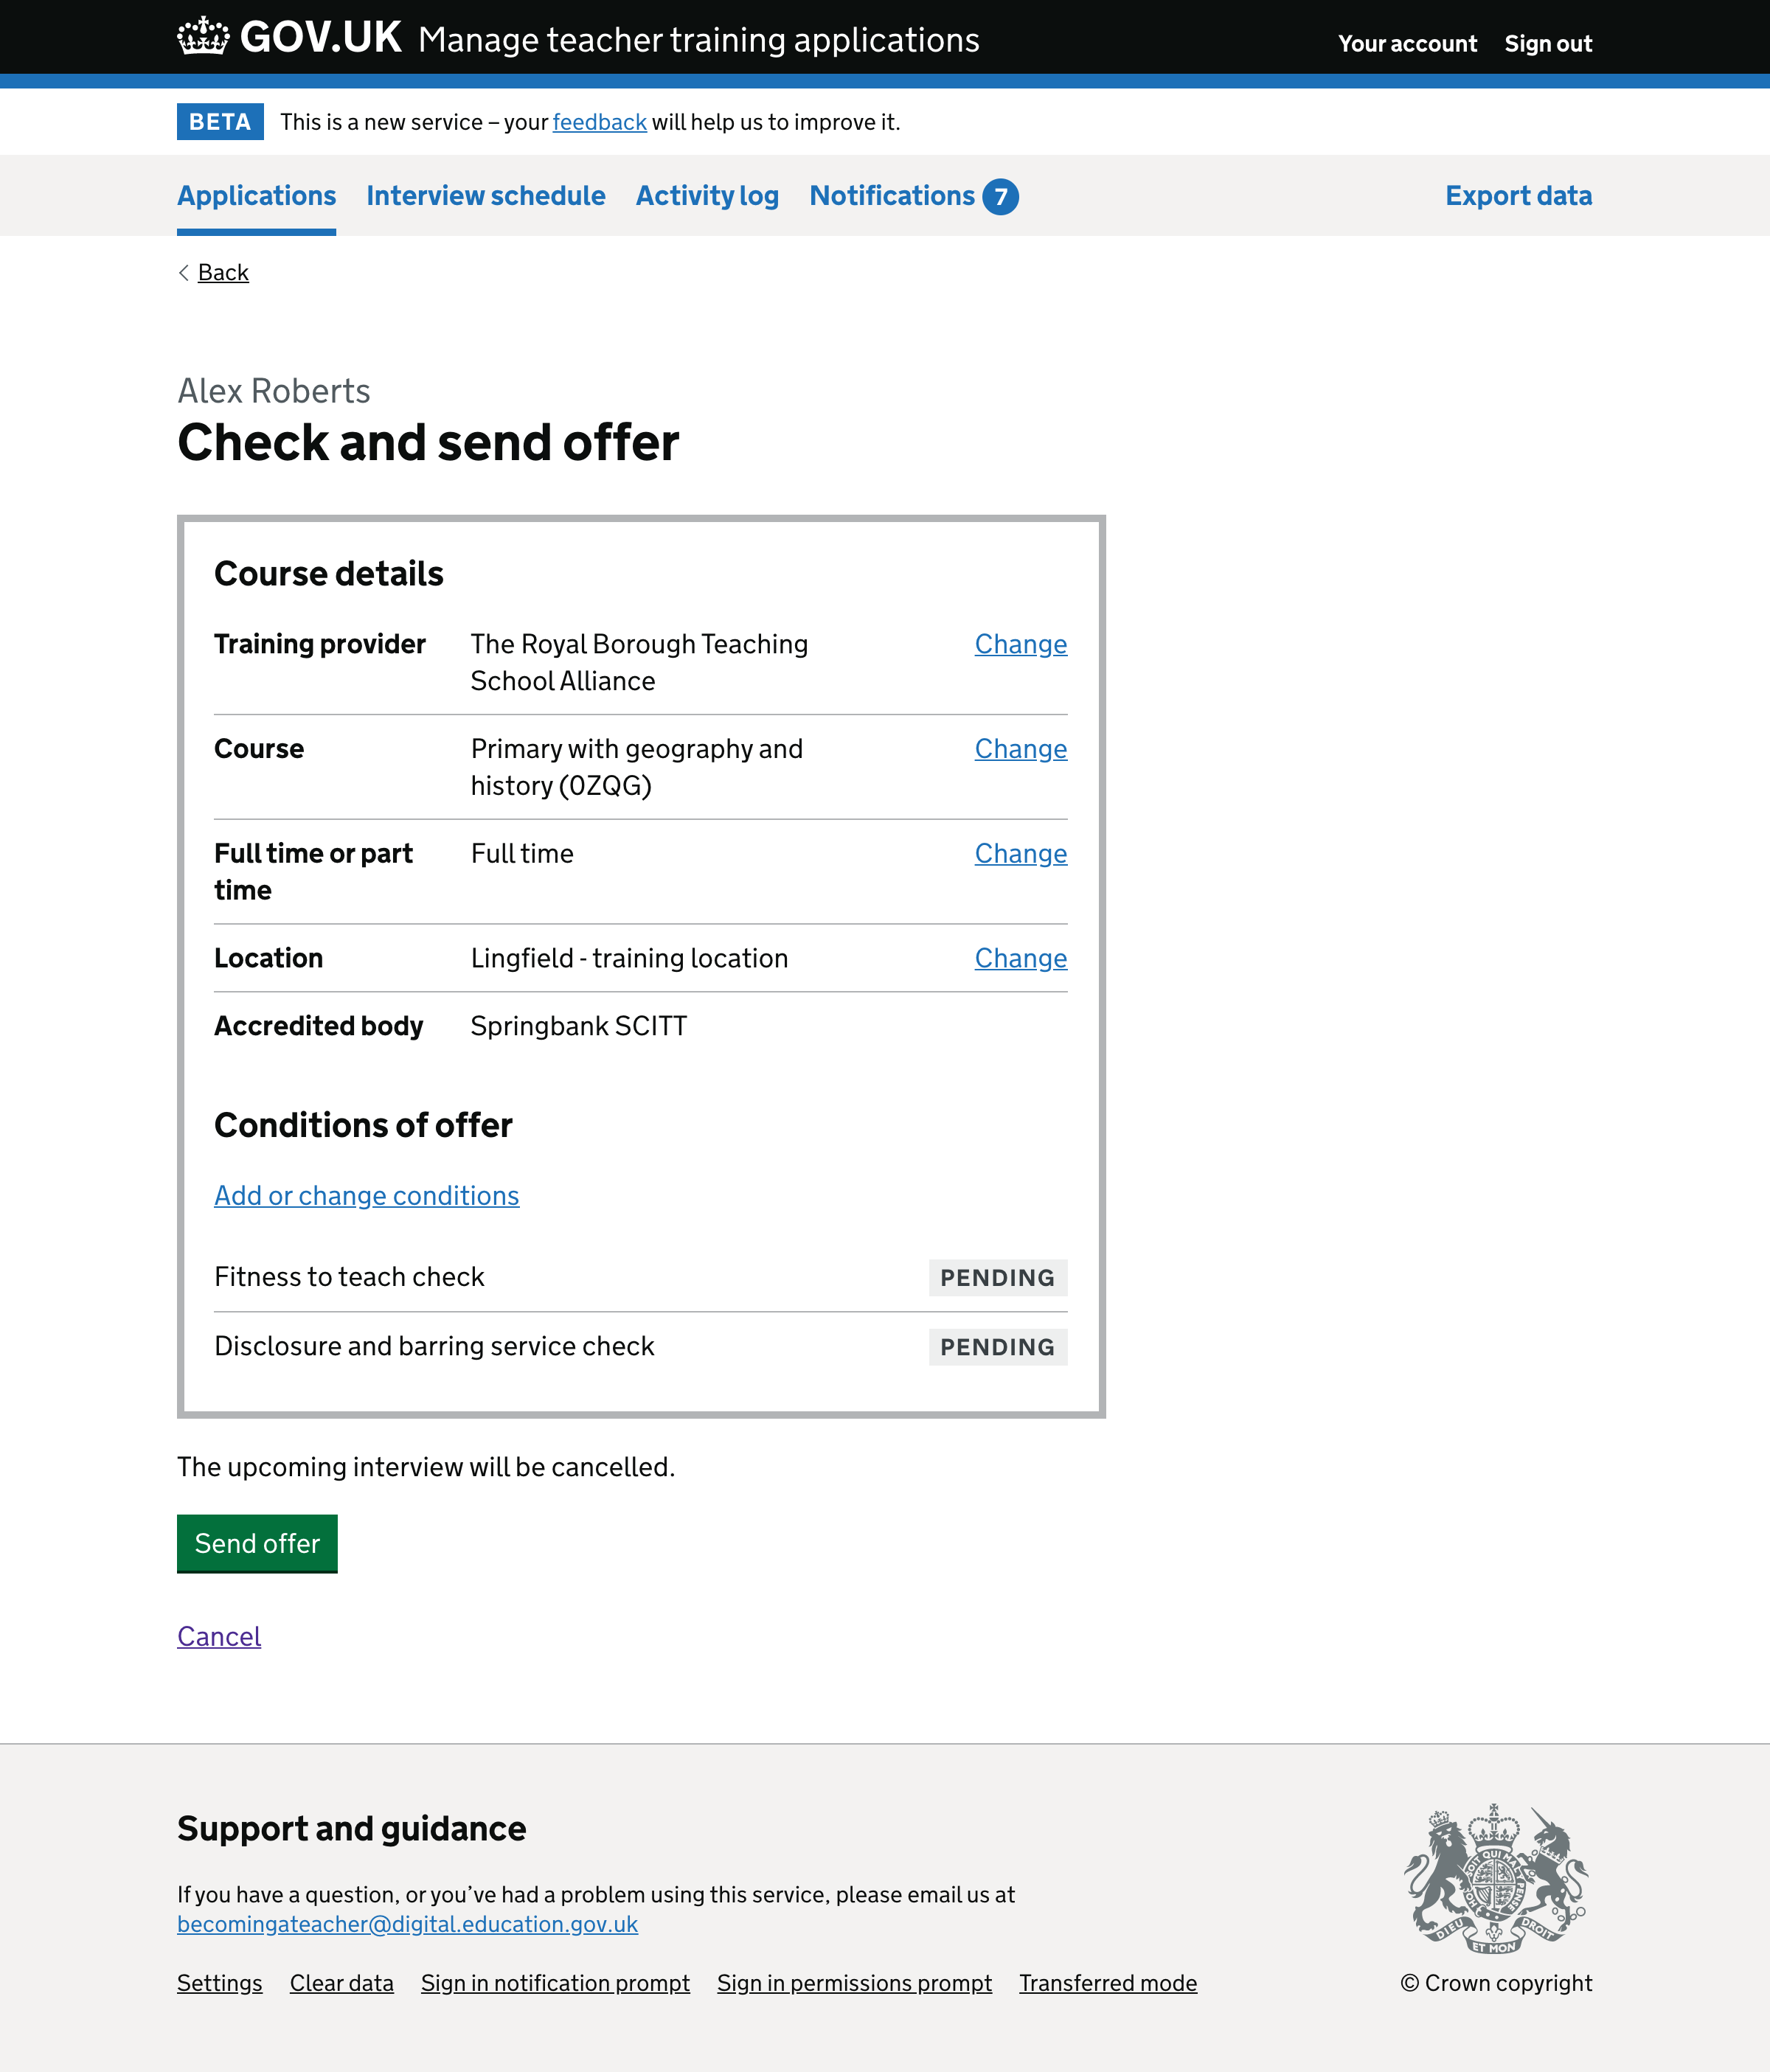 GOV.UK Manage teacher training applications
Your account Sign out
BETA This is a new service – your feedback will help us to improve it.
Applications Interview schedule Activity log Notifications 7 Export data
Back
Alex Roberts
Check and send offer
Course details
Training provider The Royal Borough Teaching Change
School Alliance
Course Primary with geography and Change
history (0ZQG)
Full time or part Full time Change
time
Location Lingfield - training location Change
Accredited body Springbank SCITT
Conditions of offer
Add or change conditions
Fitness to teach check PENDING
Disclosure and barring service check PENDING
The upcoming interview will be cancelled.
Send offer
Cancel
Support and guidance
If you have a question, or you’ve had a problem using this service, please email us at
becomingateacher@digital.education.gov.uk
Settings Clear data Sign in notification prompt Sign in permissions prompt Transferred mode
DIEU ET MON DROIT
© Crown copyright